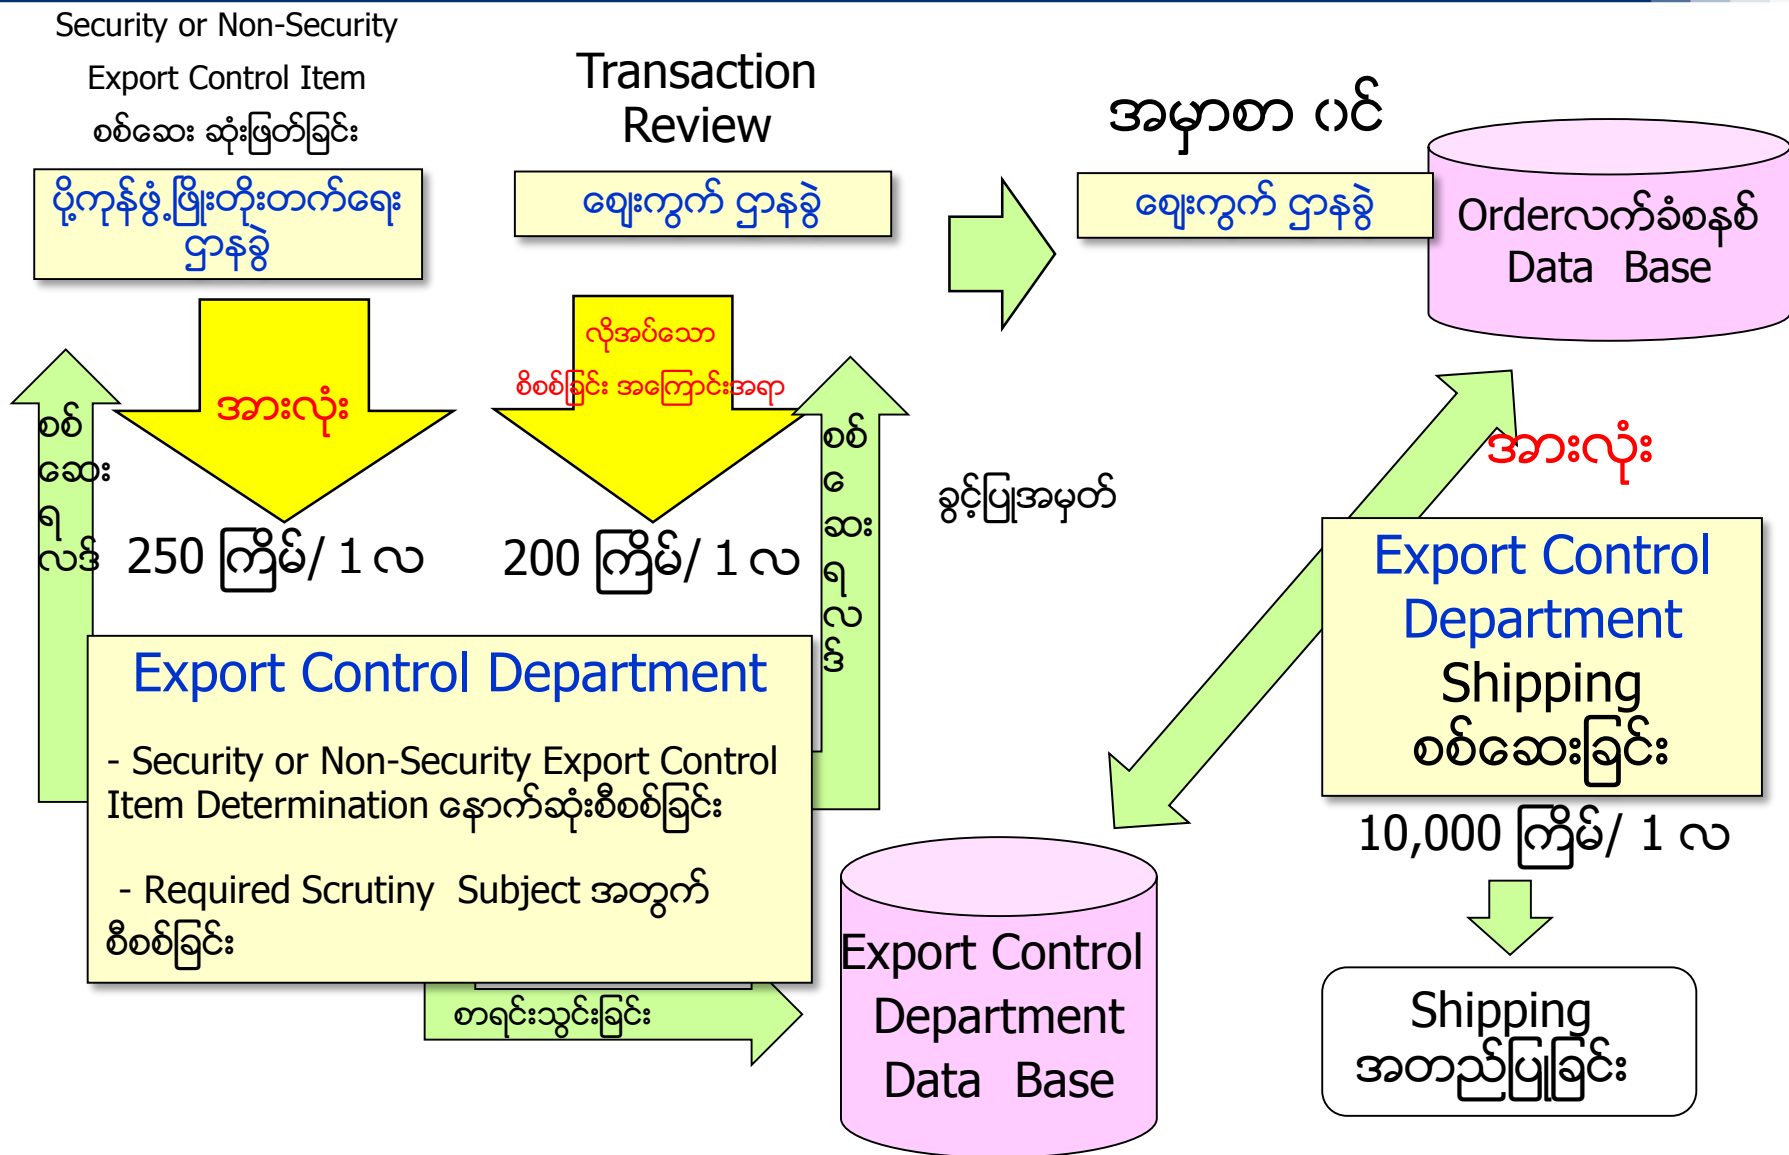 Security or Non-Security
Export Control Item
စစ်ဆေး ဆုံးဖြတ်ခြင်း
ပို့ကုန်ဖွံ့ဖြိုးတိုးတက်ရေး
ဌာနခွဲ
Transaction
Review
ဈေးကွက် ဌာနခွဲ
အမှာစာ ဝင်
ဈေးကွက် ဌာနခွဲ
Orderလက်ခံစနစ်
Data Base
အားလုံး
လိုအပ်သော
စိစစ်ခြင်း အကြောင်းအရာ
စစ်
ဆေး
ရ
လဒ်
250 ကြိမ်/ 1 လ
200 ကြိမ်/ 1 လ
စစ်
ေ
ဆး
ရ
လ
ဒ်
ခွင့်ပြုအမှတ်
အားလုံး
Export Control Department
- Security or Non-Security Export Control
Item Determination နောက်ဆုံးစီစစ်ခြင်း
- Required Scrutiny Subject အတွက်
စီစစ်ခြင်း
စာရင်းသွင်းခြင်း
Export Control
Department
Data Base
Export Control
Department
Shipping
စစ်ဆေးခြင်း
10,000 ကြိမ်/ 1 လ
Shipping
အတည်ပြုခြင်း